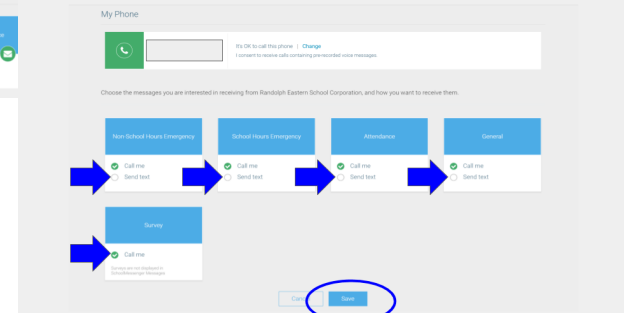 My Phone
It's OK to call this phone | Change
I consent to receive calls containing pre-recorded voice messages.
Choose the messages you are interested in receiving from Randolph Eastern School Corporation, and how you want to receive them.
Non-School Hours Emergency
School Hours Emergency
Attendance
General
Call me
Call me
Call me
Call me
Send text
Send text
Send text
Send text
Survey
Call me
Surveys are not displayed in
SchoolMessenger Messages
Save